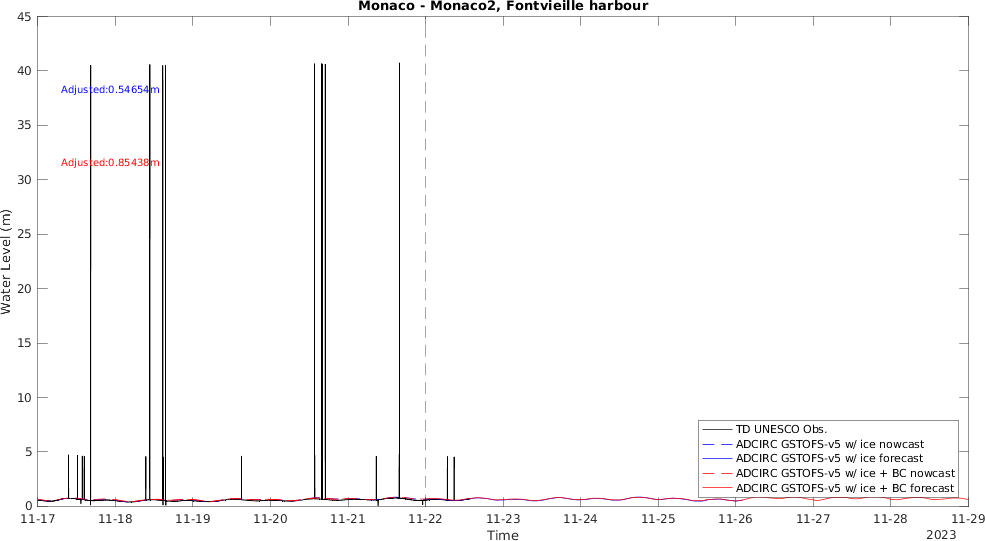 Monaco - Monaco2, Fontvieille harbour
45
40
35
30
25
20
15
10
5
0
Water Level (m)
Adjusted:0.54654m
Adjusted:0.85438m
TD UNESCO Obs.
ADCIRC GSTOFS-v5 w/ ice nowcast
ADCIRC GSTOFS-v5 w/ ice forecast
ADCIRC GSTOFS-v5 w/ ice + BC nowcast
ADCIRC GSTOFS-v5 w/ ice + BC forecast
11-17 11-18 11-19 11-20 11-21 11-22 11-23 11-24 11-25 11-26 11-27 11-28 11-29
Time
2023